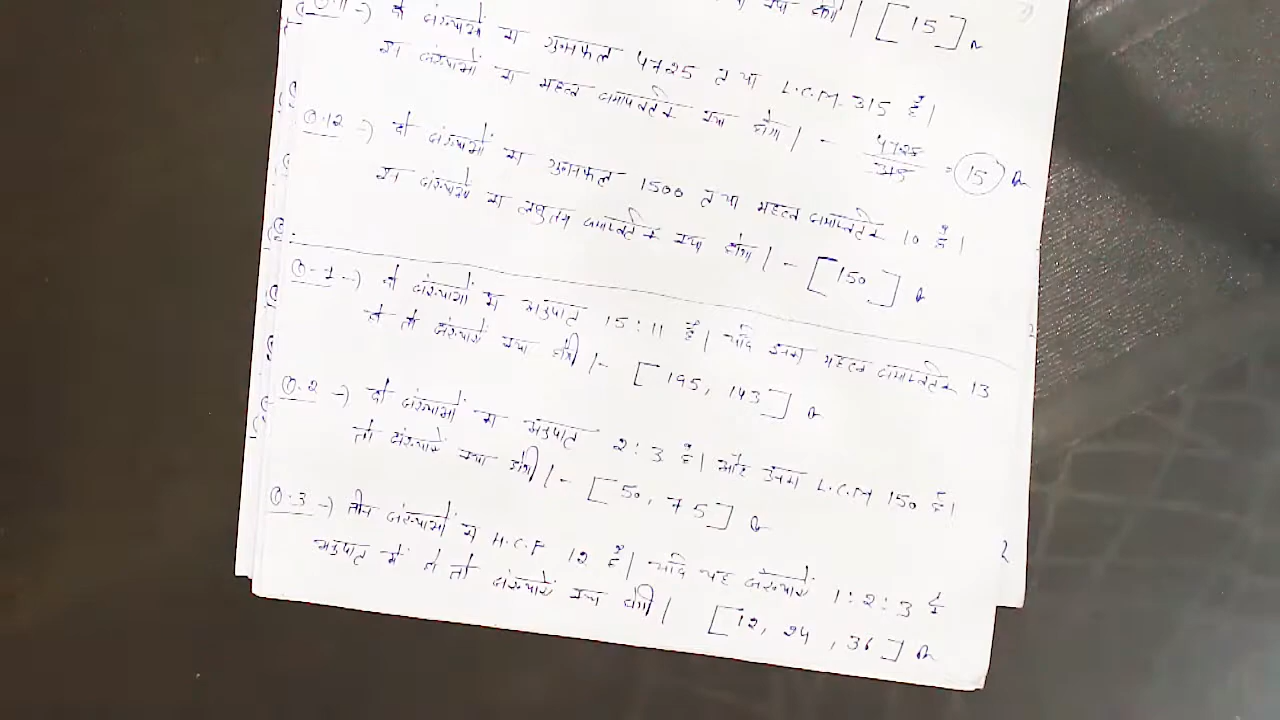 क्या होगा। [15]
Q.11 -) दो संख्याओं का गुणनफल 4725 तथा L.C.M. 315 है।
का संख्याओं का महत्तम समापवर्तक क्या होगा। - 4725/315 = 15
Q.12 -) दो संख्याओं का गुणनफल 1500 तथा महत्तम समापवर्तक 10 है।
का संख्याओं का लघुतम समापवर्तक क्या होगा। - [150]
Q-1 -) दो संख्याओं का अनुपात 15:11 है। यदि इनका महत्तम समापवर्तक 13
हो तो संख्याऐं क्या होंगी। - [195, 143]
Q.2 -) दो संख्याओं का अनुपात 2:3 है। और उनका L.C.M 150 है।
तो संख्याऐं क्या होंगी। - [50, 75]
Q.3 -) तीन संख्याओं का H.C.F 12 है। यदि यह संख्याऐं 1:2:3 के
अनुपात में हो तो संख्याऐं क्या होंगी। [12, 24, 36]